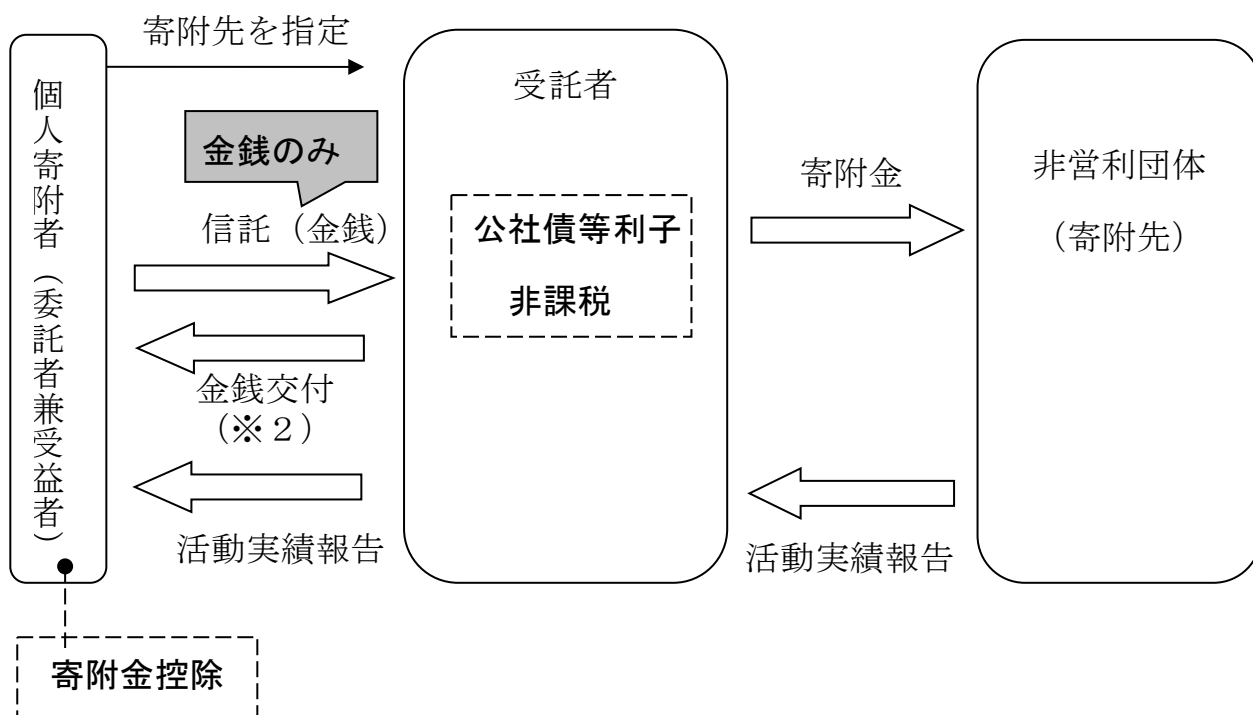 寄附先を指定
個人寄附者（委託者兼受益者）
金銭のみ
信託（金銭）
金銭交付
（※２）
活動実績報告
寄附金控除
受託者
公社債等利子
非課税
寄附金
活動実績報告
非営利団体
（寄附先）